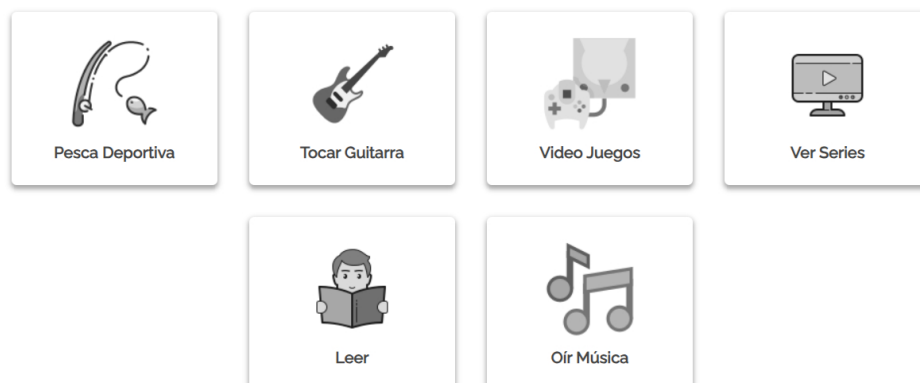 Pesca Deportiva
Tocar Guitarra
Video Juegos
Ver Series
Leer
Oír Música